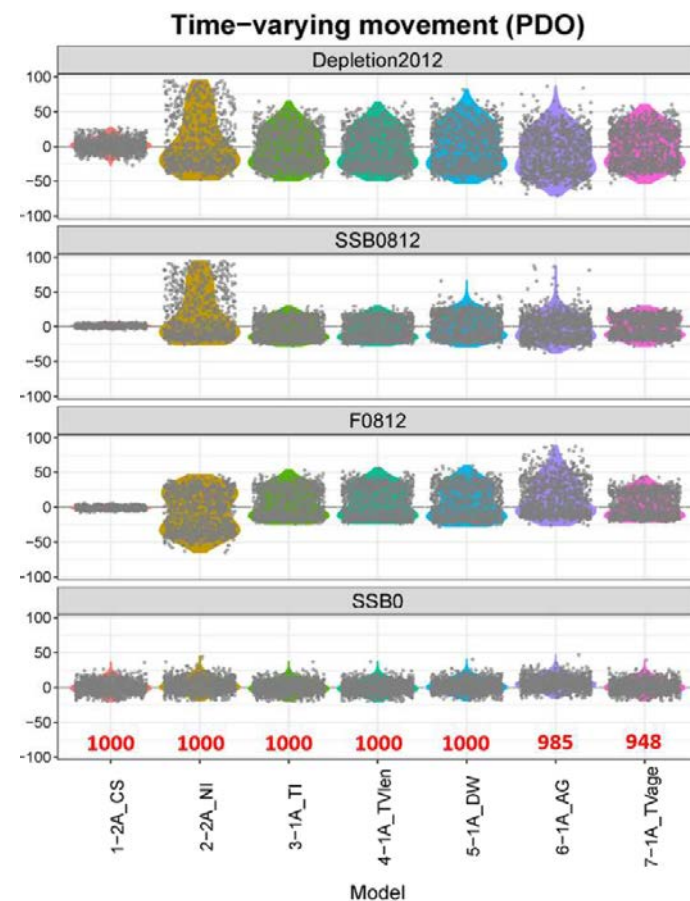 Time−varying movement (PDO)
Depletion2012
100
50
0
−50
−100
SSB0812
100
50
0
−50
−100
F0812
100
50
0
−50
−100
SSB0
100
50
0
−50
−100
1000 1000 1000 1000 1000 985 948
1−2A_CS 2−2A_NI 3−1A_TI 4−1A_TVlen 5−1A_DW 6−1A_AG 7−1A_TVage
Model